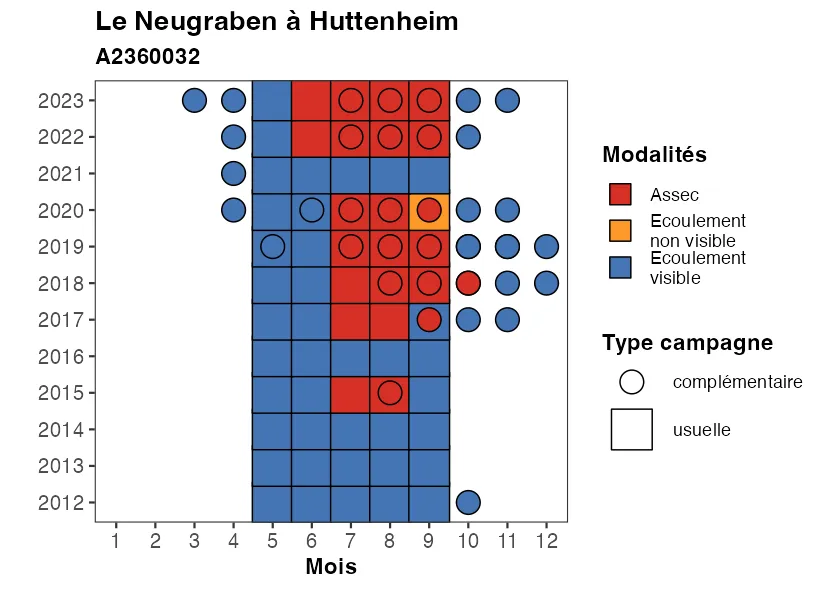 Le Neugraben à Huttenheim
A2360032
2023
2022
2021
2020
2019
2018
2017
2016
2015
2014
2013
2012
1 2 3 4 5 6 7 8 9 10 11 12
Mois
Modalités
Assec
Ecoulement
non visible
Ecoulement
visible
Type campagne
complémentaire
usuelle